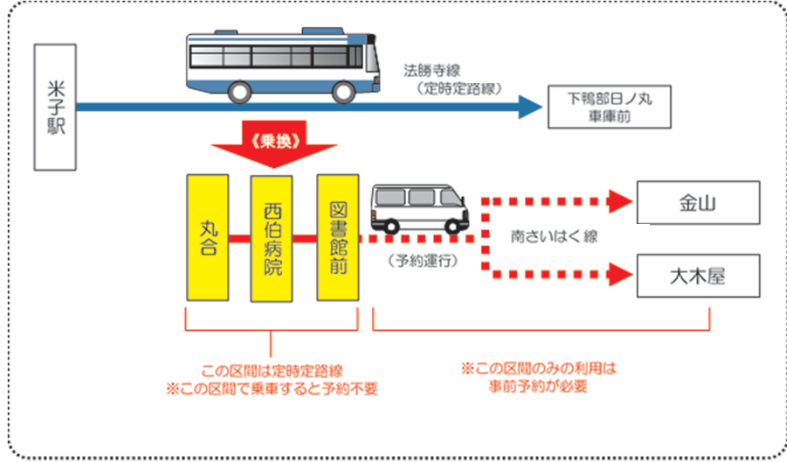 米子駅
法勝寺線
（定時定路線）
下鴨部日ノ丸
車庫前
《乗換》
丸合
西伯病院
図書館前
（予約運行）
南さいはく線
金山
大木屋
この区間は定時定路線
※この区間で乗車すると予約不要
※この区間のみの利用は
事前予約が必要